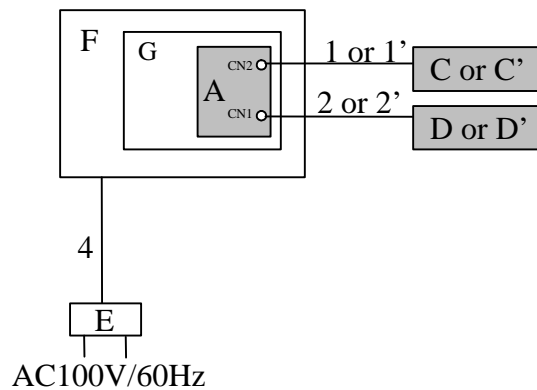 F
G
A
CN2
CN1
1 or 1’
C or C’
2 or 2’
D or D’
4
E
AC100V/60Hz